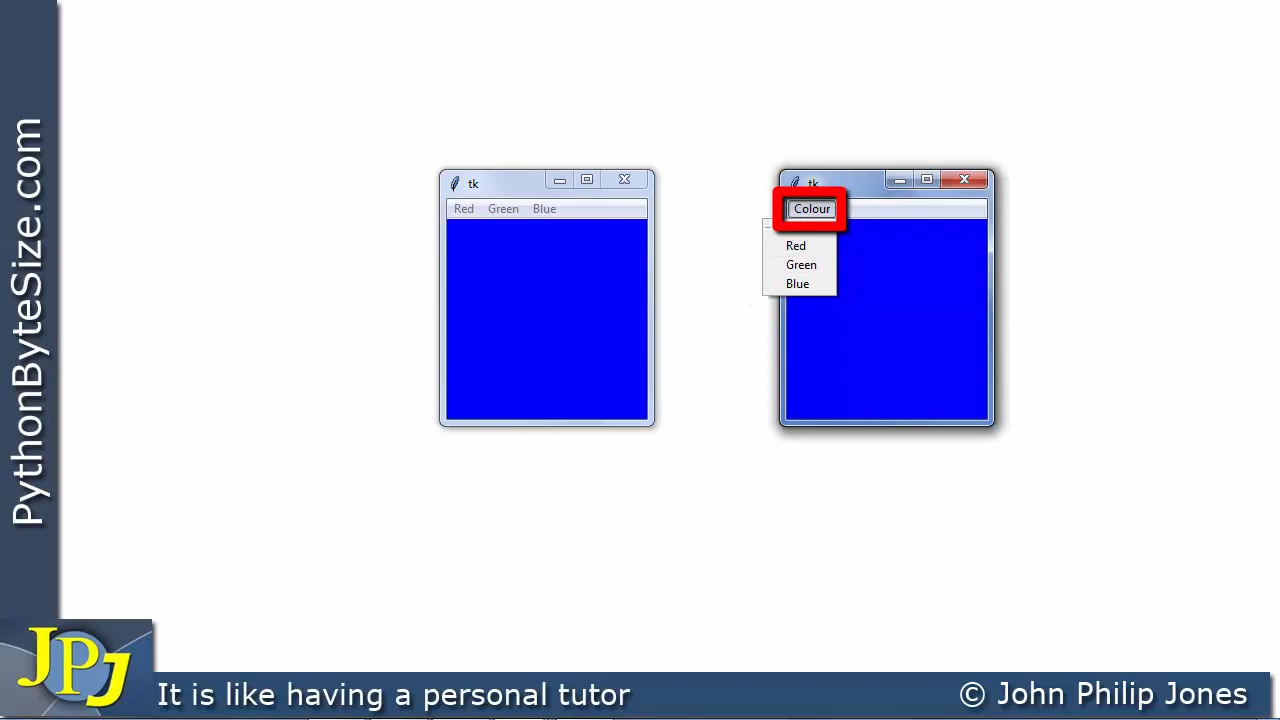 PythonByteSize.com
tk
Red Green Blue
tk
Colour
Red
Green
Blue
JPJ
It is like having a personal tutor
© John Philip Jones